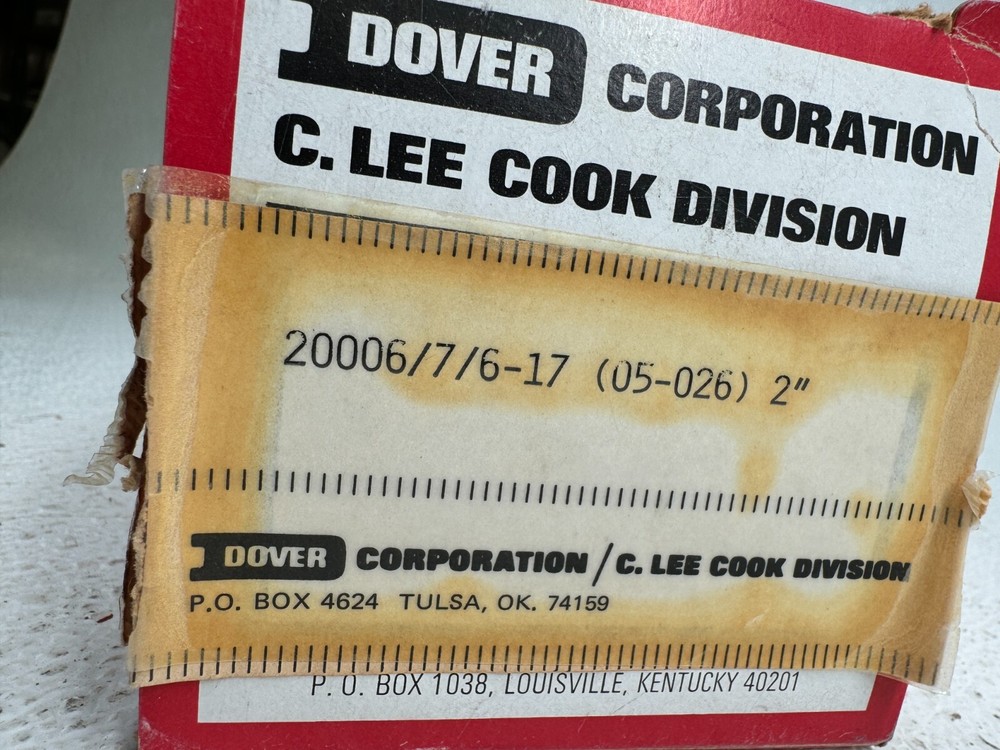 DOVER CORPORATION
C. LEE COOK DIVISION
20006/7/6-17 (05-026) 2"
DOVER CORPORATION / C. LEE COOK DIVISION
P.O. BOX 4624 TULSA, OK. 74159
P. O. BOX 1038, LOUISVILLE, KENTUCKY 40201